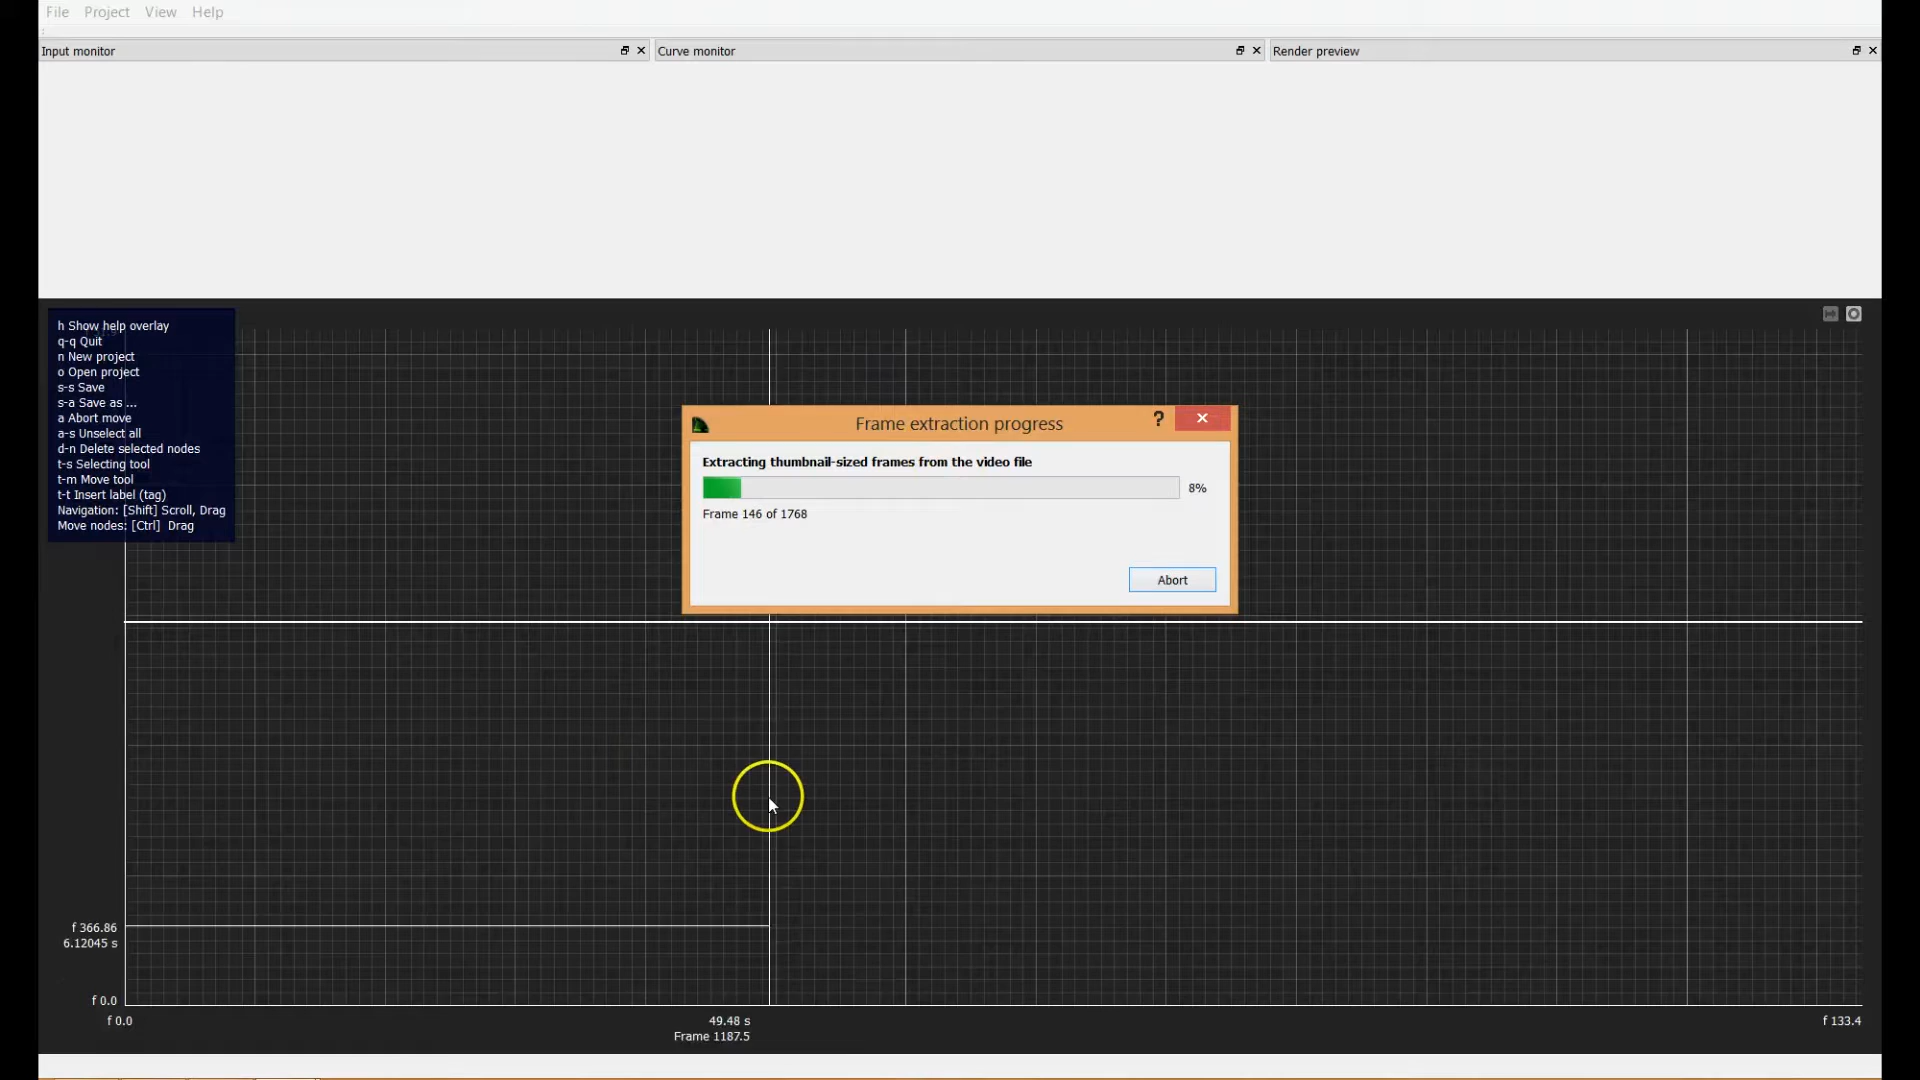 File Project View Help
Input monitor
Curve monitor
Render preview
h Show help overlay
q-q Quit
n New project
o Open project
s-s Save
s-a Save as ...
a Abort move
a-s Unselect all
d-n Delete selected nodes
t-s Selecting tool
t-m Move tool
t-t Insert label (tag)
Navigation: [Shift] Scroll, Drag
Move nodes: [Ctrl] Drag
Frame extraction progress
?
Extracting thumbnail-sized frames from the video file
8%
Frame 146 of 1768
Abort
f 366.86
6.12045 s
f 0.0
f 0.0
49.48 s
Frame 1187.5
f 133.4